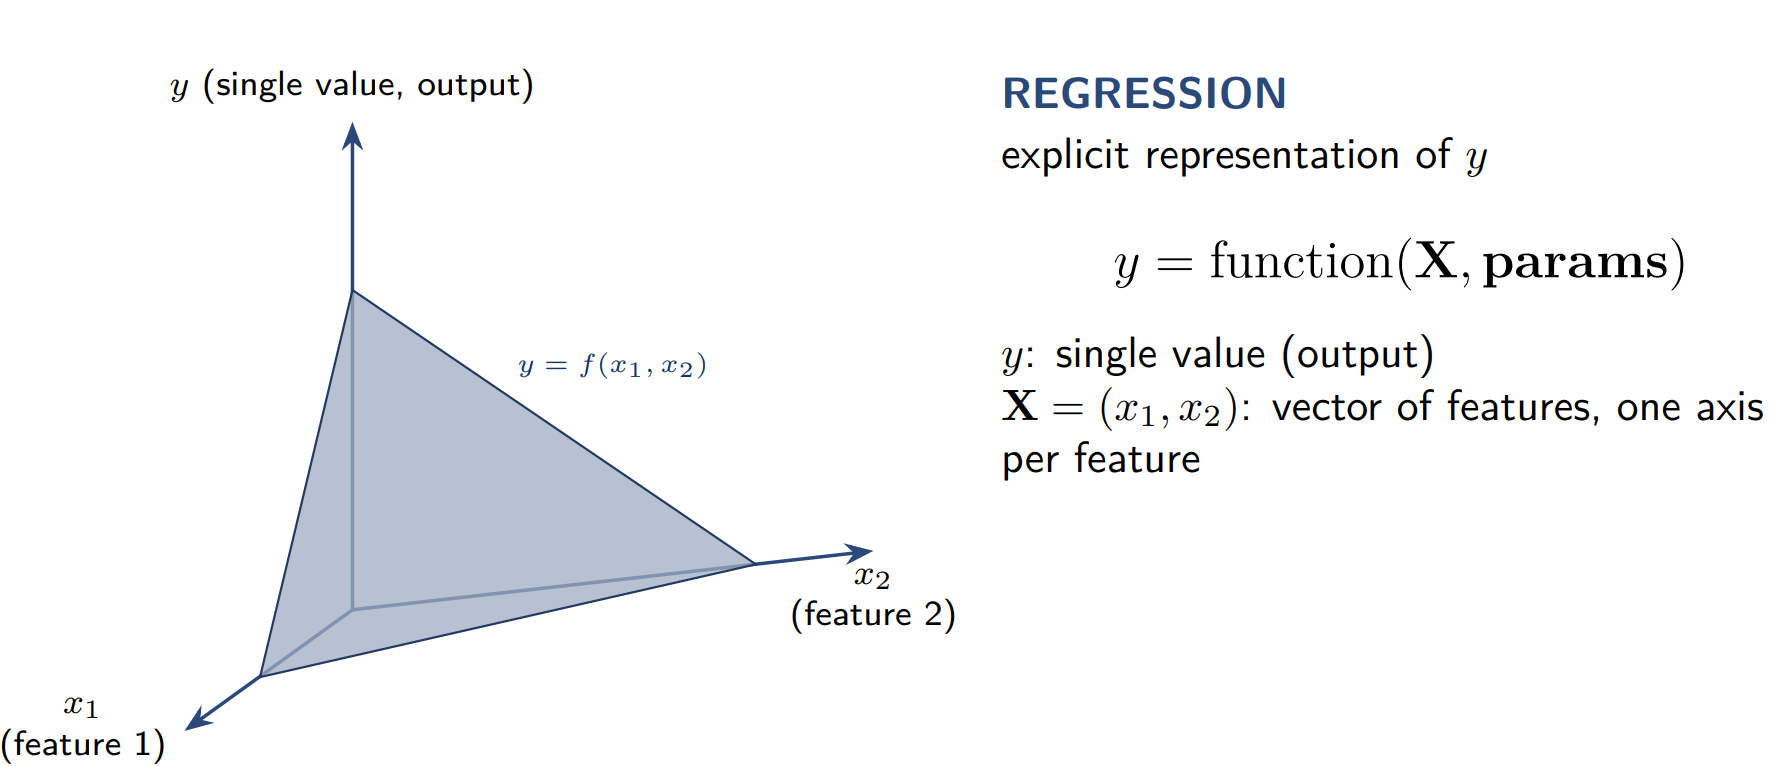 y (single value, output)
REGRESSION
explicit representation of y
y = function(X, params)
y = f(x₁, x₂)
y: single value (output)
X = (x₁, x₂): vector of features, one axis
per feature
x₂
(feature 2)
x₁
(feature 1)